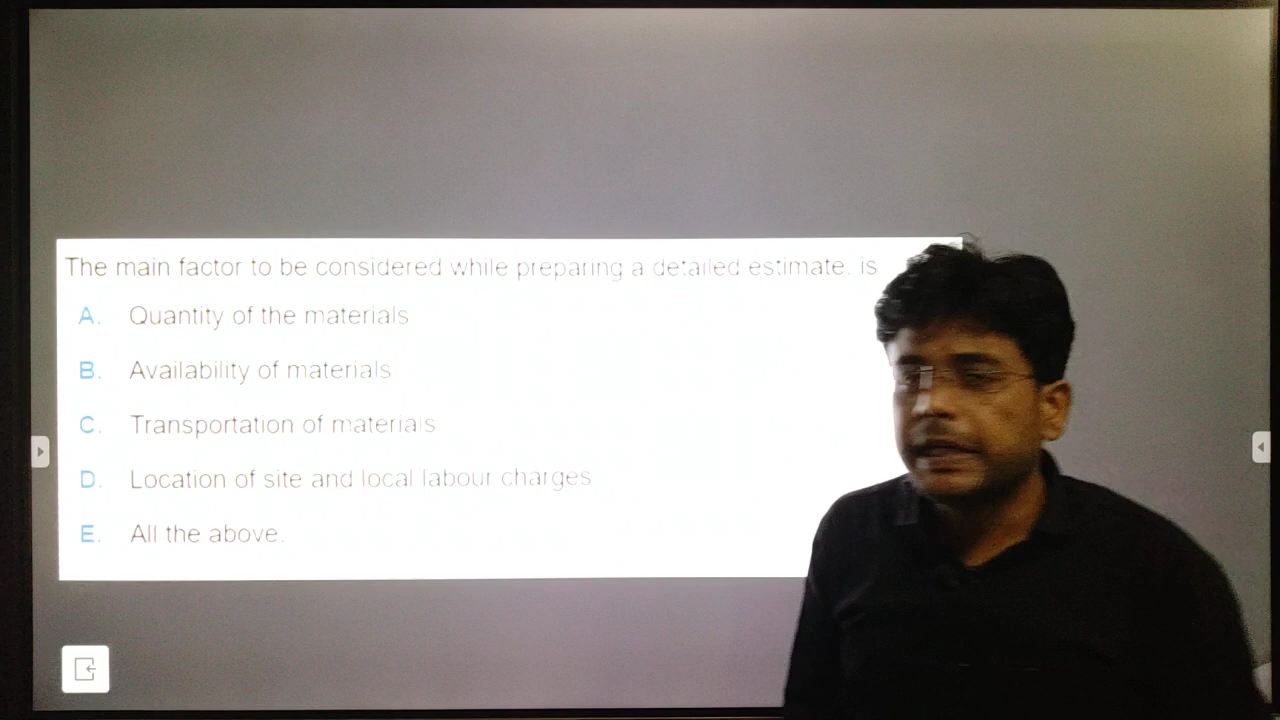 The main factor to be considered while preparing a detailed estimate. is
A. Quantity of the materials
B. Availability of materials
C. Transportation of materials
D. Location of site and local labour charges
E. All the above.